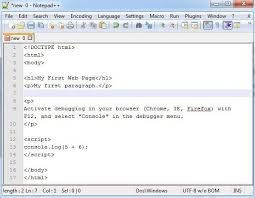 *new 0 - Notepad++
File Edit Search View Encoding Language Settings Macro Run Plugins Window ? X
new 0
1 <!DOCTYPE html>
2 <html>
3 <body>
4
5 <h1>My First Web Page</h1>
6 <p>My first paragraph.</p>
7
8 <p>
9 Activate debugging in your browser (Chrome, IE, Firefox) with
F12, and select "Console" in the debugger menu.
10 </p>
11
12 <script>
13 console.log(5 + 6);
14 </script>
15
16 </body>
17 </html>
length : 2 Ln : 7 Col : 1 Sel : 0 | 0 Dos\Windows UTF-8 w/o BOM INS